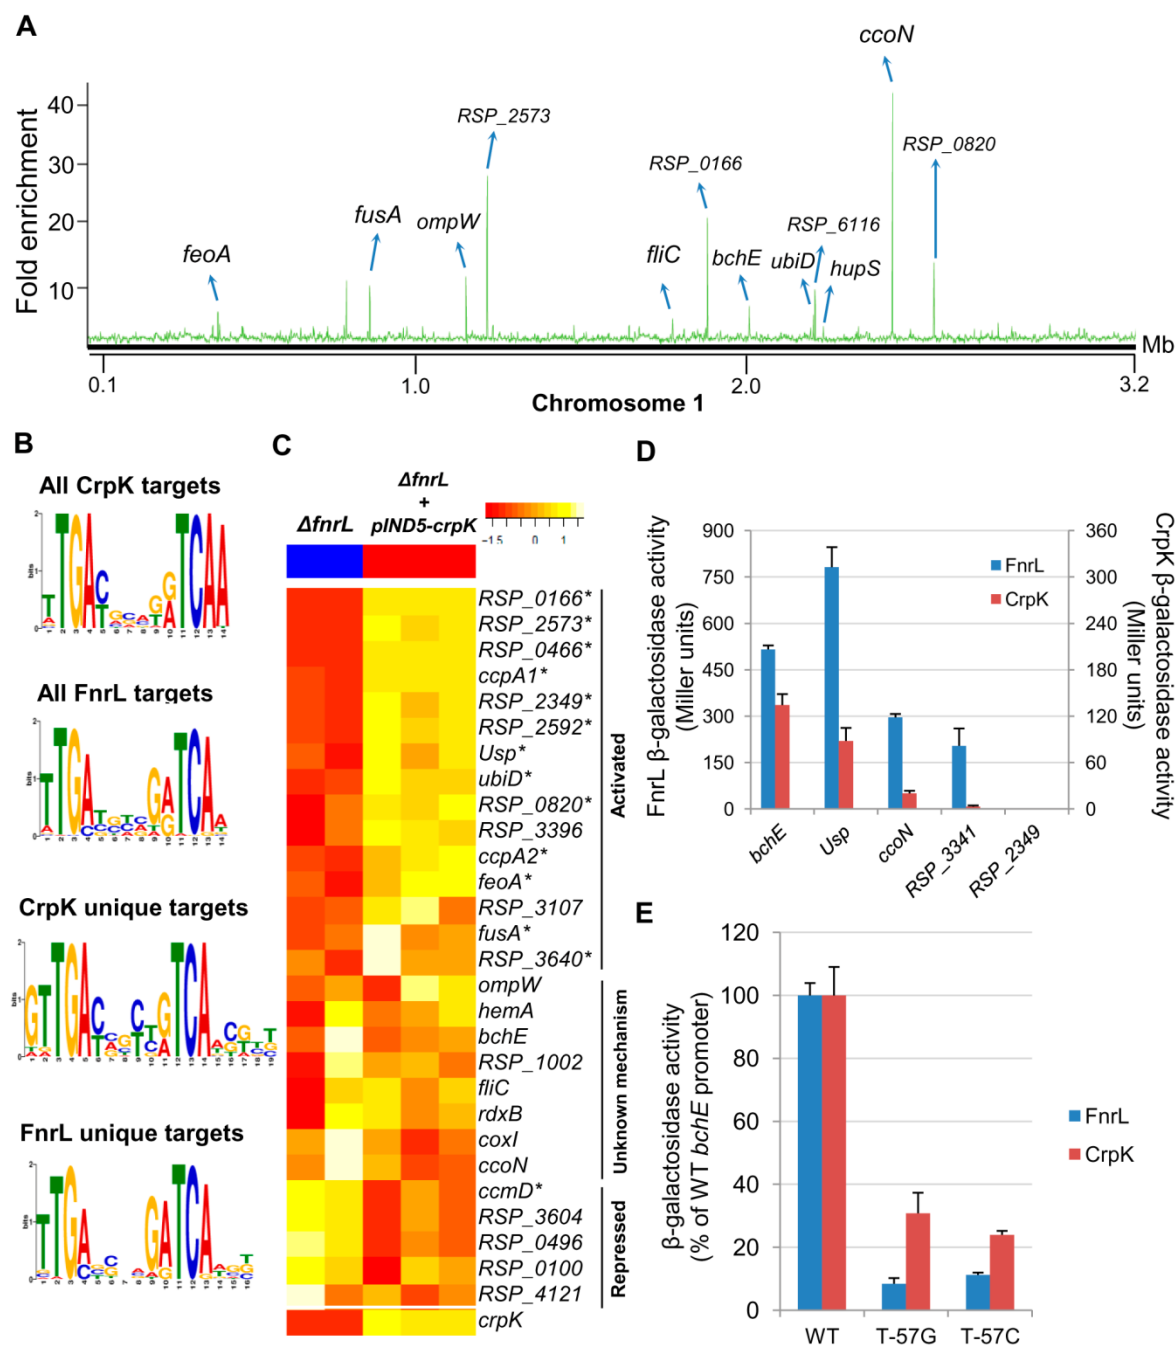 A
ccoN
RSP_2573
RSP_0820
RSP_0166
fusA
ompW
RSP_6116
feoA
fliC
bchE
ubiD
hupS
Fold enrichment
40
30
20
10
Mb
0.1
1.0
2.0
3.2
Chromosome 1
B
All CrpK targets
All FnrL targets
CrpK unique targets
FnrL unique targets
C
ΔfnrL
ΔfnrL
+
pIND5-crpK
−1.5 0 1
RSP_0166*
RSP_2573*
RSP_0466*
ccpA1*
RSP_2349*
RSP_2592*
Usp*
ubiD*
RSP_0820*
RSP_3396
ccpA2*
feoA*
RSP_3107
fusA*
RSP_3640*
ompW
hemA
bchE
RSP_1002
fliC
rdxB
coxI
ccoN
ccmD*
RSP_3604
RSP_0496
RSP_0100
RSP_4121
crpK
Activated
Unknown mechanism
Repressed
D
FnrL β-galactosidase activity
(Miller units)
900
750
600
450
300
150
0
360
300
240
180
120
60
0
CrpK β-galactosidase activity
(Miller units)
FnrL
CrpK
bchE
Usp
ccoN
RSP_3341
RSP_2349
E
β-galactosidase activity
(% of WT bchE promoter)
120
100
80
60
40
20
0
WT
T-57G
T-57C
FnrL
CrpK